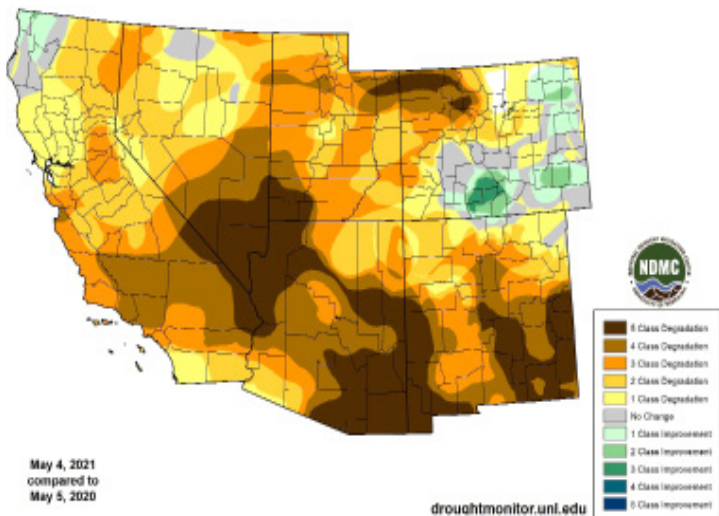 NDMC
5 Class Degradation
4 Class Degradation
3 Class Degradation
2 Class Degradation
1 Class Degradation
No Change
1 Class Improvement
2 Class Improvement
3 Class Improvement
4 Class Improvement
5 Class Improvement
May 4, 2021
compared to
May 5, 2020
droughtmonitor.unl.edu